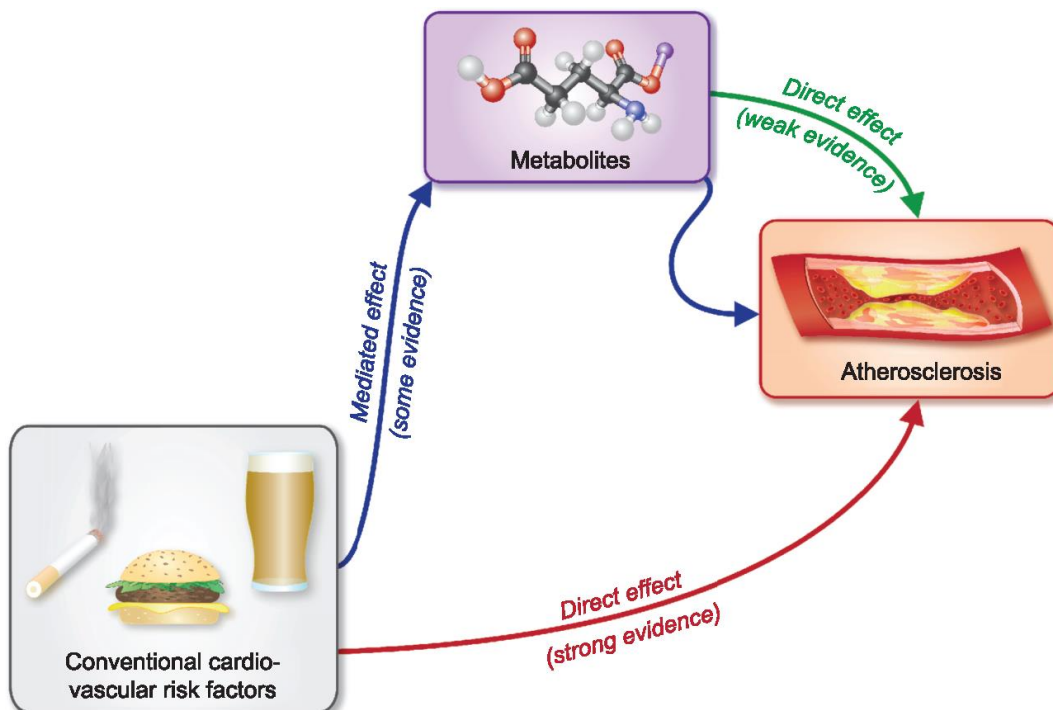 Metabolites
Direct effect
(weak evidence)
Mediated effect
(some evidence)
Atherosclerosis
Direct effect
(strong evidence)
Conventional cardio-
vascular risk factors